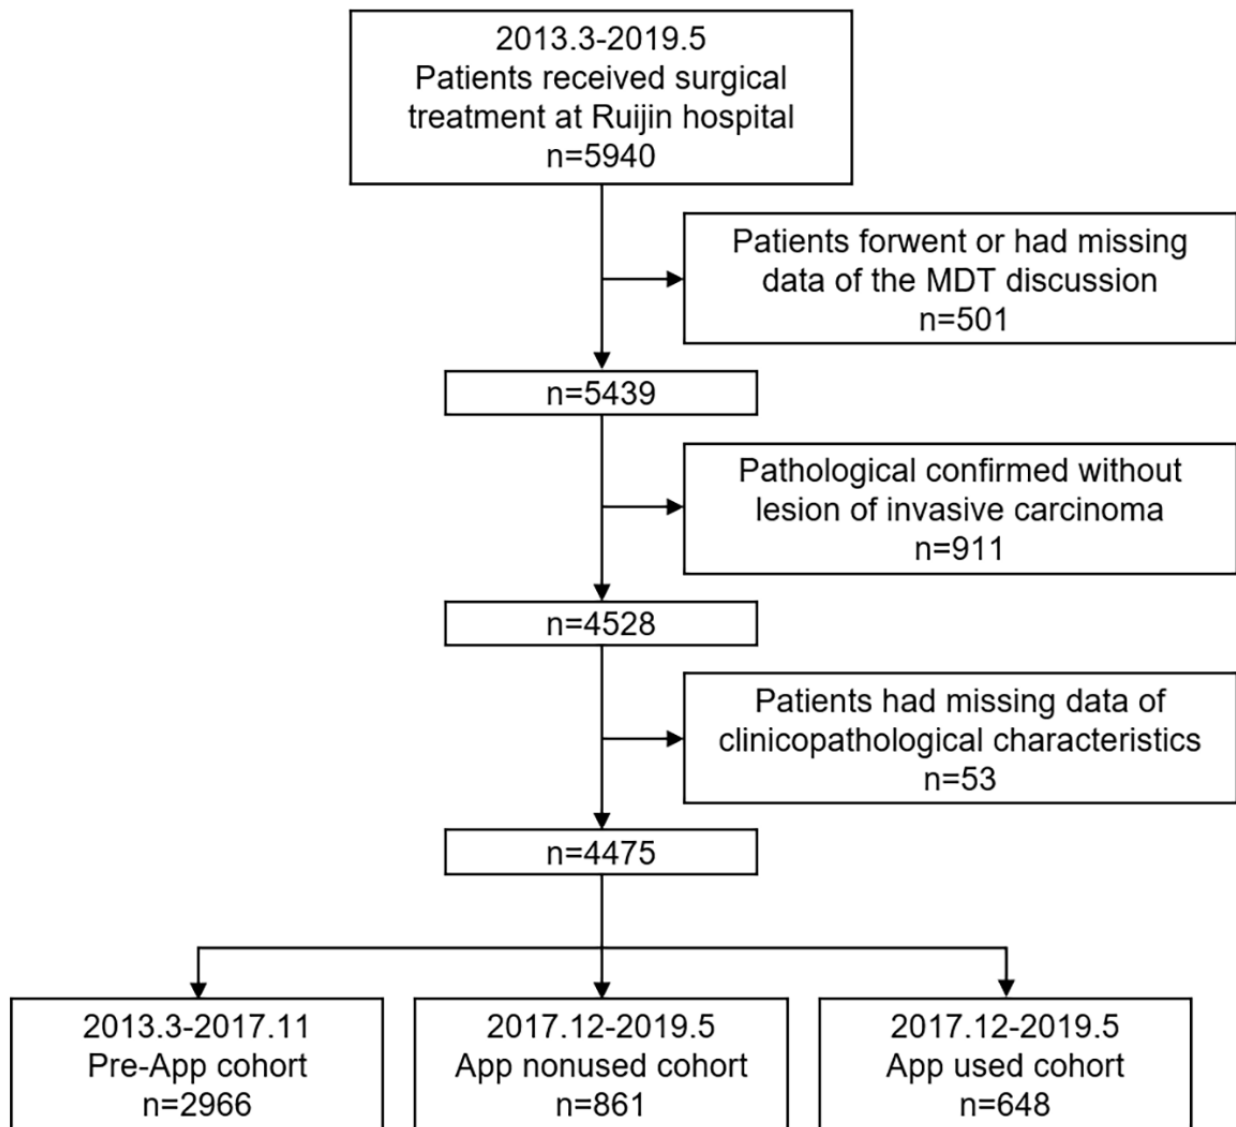 2013.3-2019.5
Patients received surgical
treatment at Ruijin hospital
n=5940
Patients forwent or had missing
data of the MDT discussion
n=501
n=5439
Pathological confirmed without
lesion of invasive carcinoma
n=911
n=4528
Patients had missing data of
clinicopathological characteristics
n=53
n=4475
2013.3-2017.11
Pre-App cohort
n=2966
2017.12-2019.5
App nonused cohort
n=861
2017.12-2019.5
App used cohort
n=648